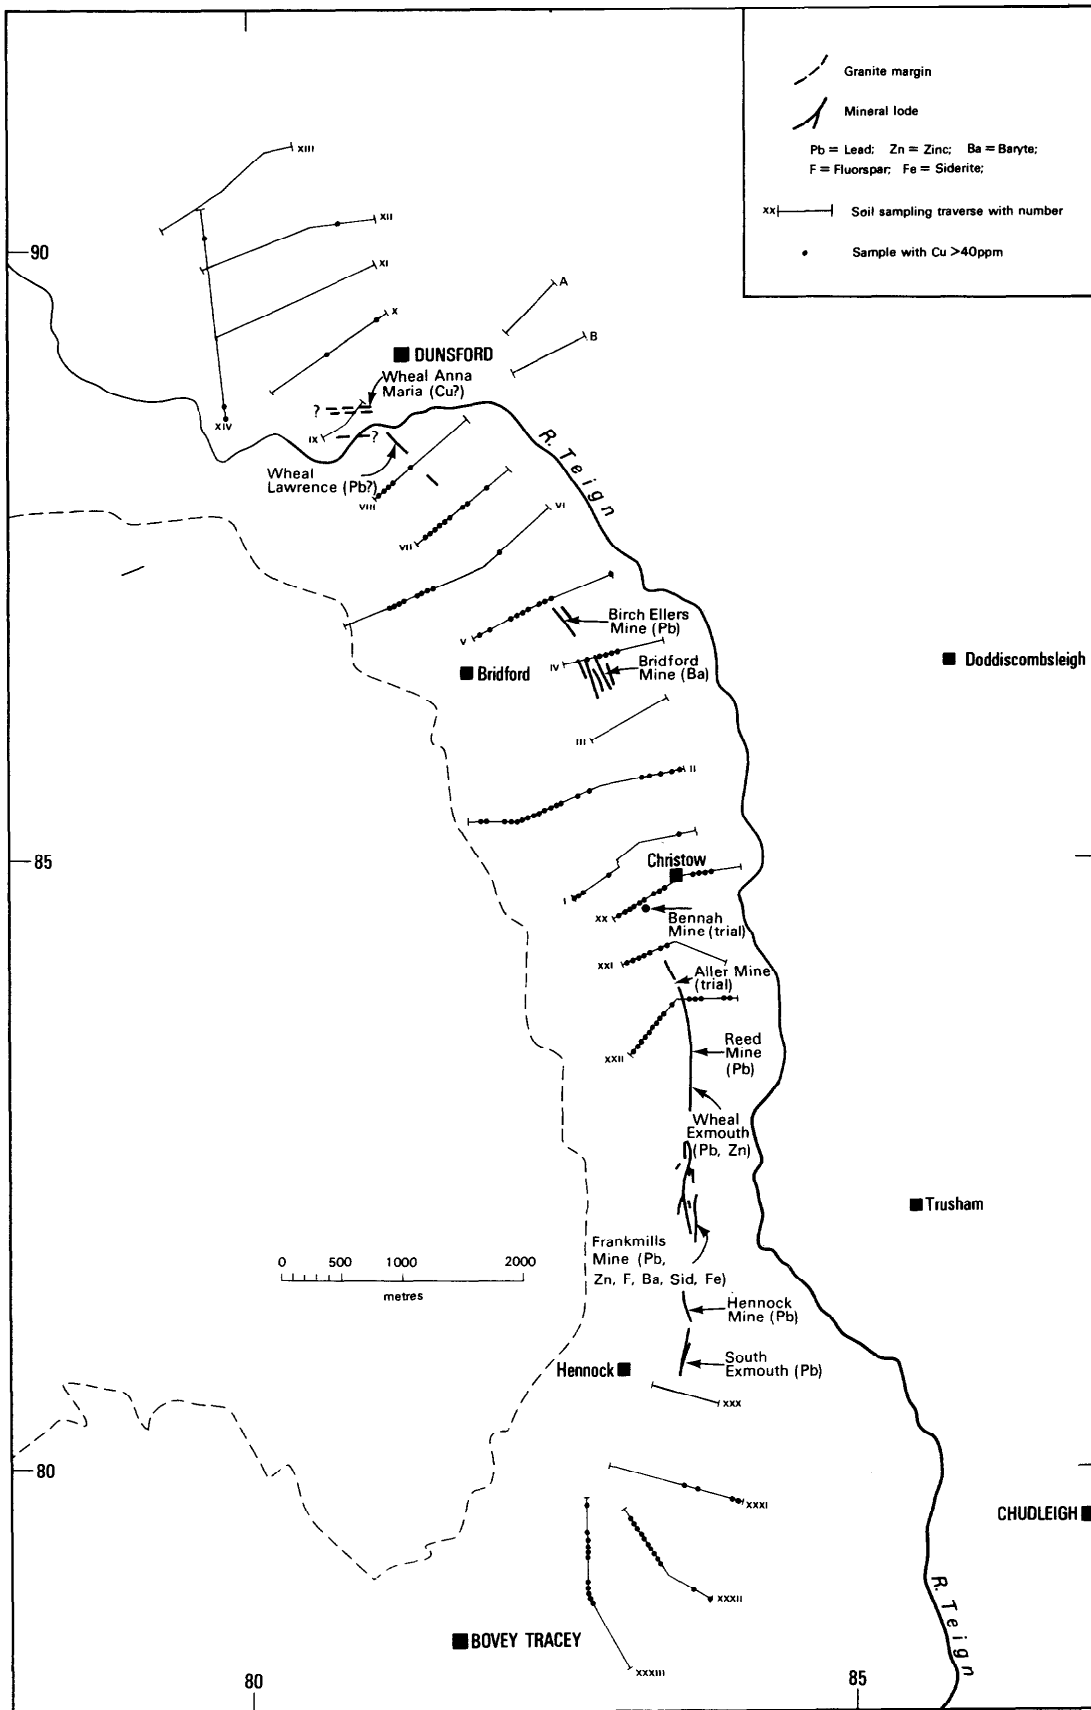 Granite margin
Mineral lode
Pb = Lead; Zn = Zinc; Ba = Baryte;
F = Fluorspar; Fe = Siderite;
xx
Soil sampling traverse with number
Sample with Cu >40ppm
XIII
XII
90
XI
A
X
B
DUNSFORD
Wheal Anna
Maria (Cu?)
?
XIV
IX
?
R. Teign
Wheal
Lawrence (Pb?)
VIII
VI
VII
Birch Ellers
Mine (Pb)
V
IV
Bridford
Mine (Ba)
Bridford
Doddiscombsleigh
III
II
85
Christow
I
XX
Bennah
Mine (trial)
XXI
Aller Mine
(trial)
XXII
Reed
Mine
(Pb)
Wheal
Exmouth
(Pb, Zn)
Trusham
Frankmills
Mine (Pb,
Zn, F, Ba, Sid, Fe)
0 500 1000 2000
metres
Hennock
Mine (Pb)
South
Exmouth (Pb)
Hennock
XXX
80
XXXI
CHUDLEIGH
XXXII
R. Teign
BOVEY TRACEY
XXXIII
80
85